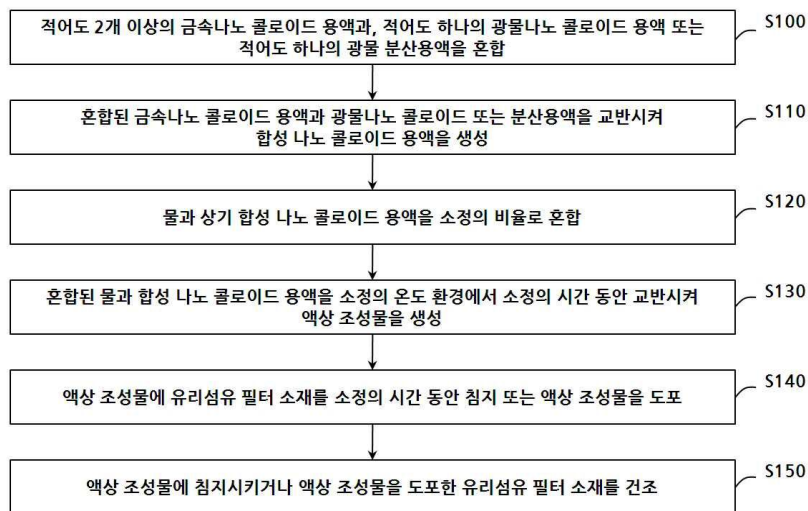 적어도 2개 이상의 금속나노 콜로이드 용액과, 적어도 하나의 광물나노 콜로이드 용액 또는
적어도 하나의 광물 분산용액을 혼합
S100
혼합된 금속나노 콜로이드 용액과 광물나노 콜로이드 또는 분산용액을 교반시켜
합성 나노 콜로이드 용액을 생성
S110
물과 상기 합성 나노 콜로이드 용액을 소정의 비율로 혼합
S120
혼합된 물과 합성 나노 콜로이드 용액을 소정의 온도 환경에서 소정의 시간 동안 교반시켜
액상 조성물을 생성
S130
액상 조성물에 유리섬유 필터 소재를 소정의 시간 동안 침지 또는 액상 조성물을 도포
S140
액상 조성물에 침지시키거나 액상 조성물을 도포한 유리섬유 필터 소재를 건조
S150